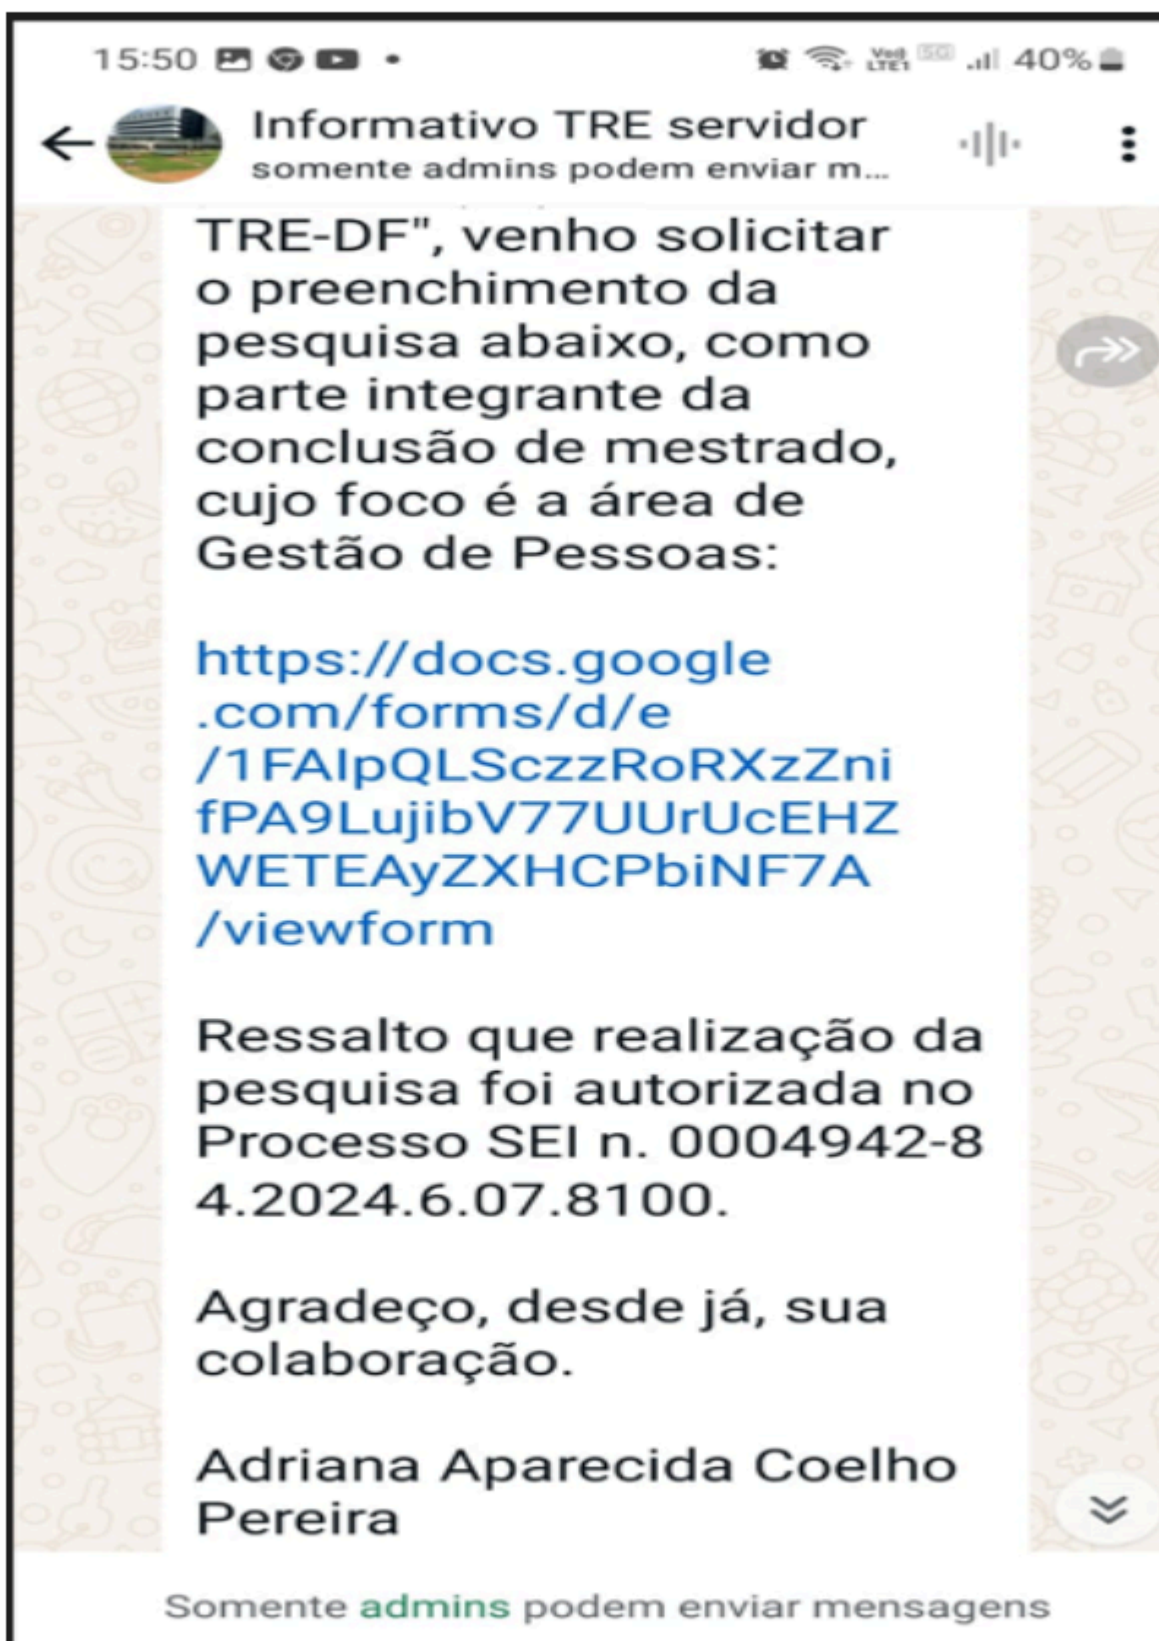 15:50
Vo)) LTE1 5G 40%
Informativo TRE servidor
somente admins podem enviar m...
TRE-DF", venho solicitar
o preenchimento da
pesquisa abaixo, como
parte integrante da
conclusão de mestrado,
cujo foco é a área de
Gestão de Pessoas:
https://docs.google
.com/forms/d/e
/1FAIpQLSczzRoRXzZni
fPA9LujibV77UUrUcEHZ
WETEAyZXHCPbiNF7A
/viewform
Ressalto que realização da
pesquisa foi autorizada no
Processo SEI n. 0004942-8
4.2024.6.07.8100.
Agradeço, desde já, sua
colaboração.
Adriana Aparecida Coelho
Pereira
Somente admins podem enviar mensagens